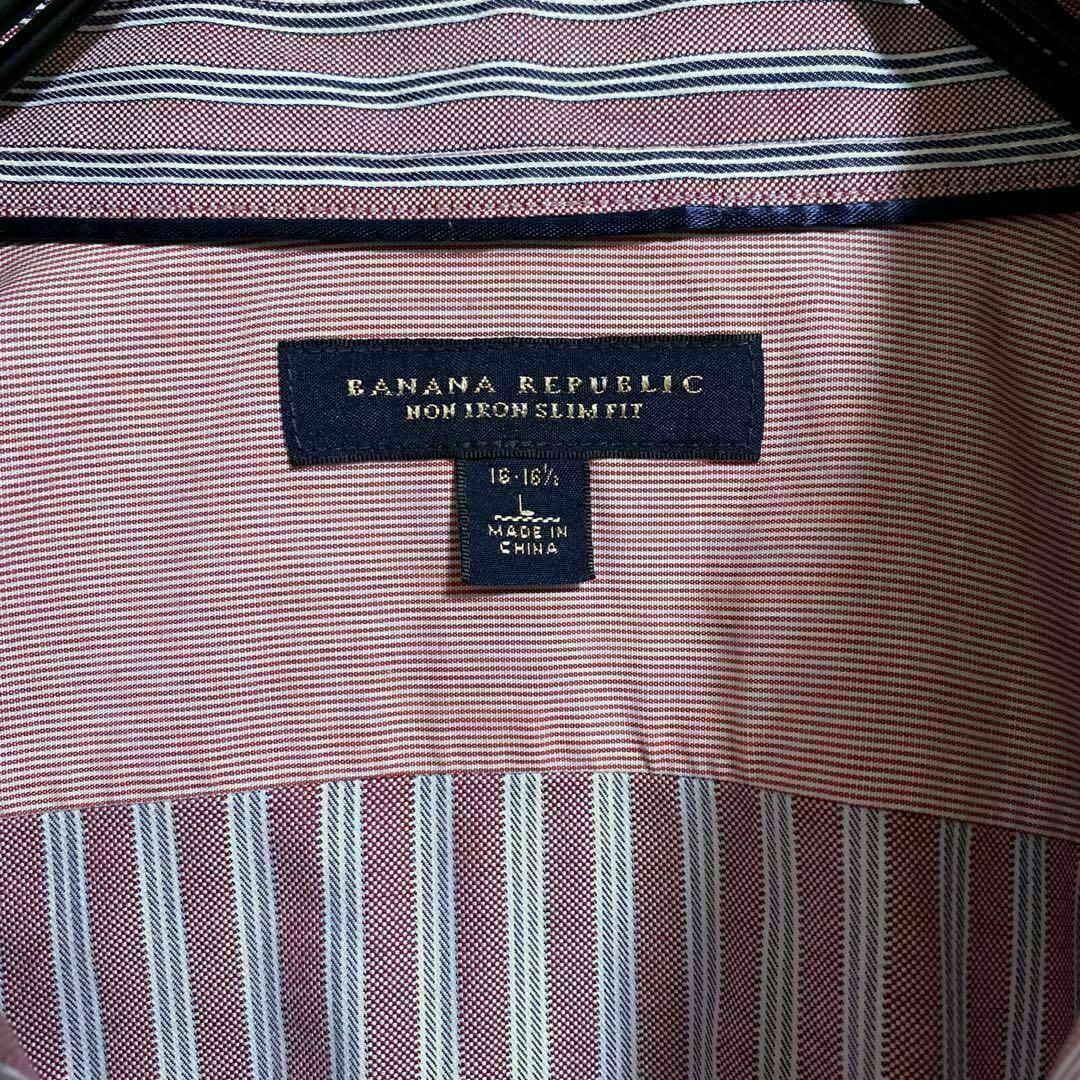 BANANA REPUBLIC
NON IRON SLIM FIT
16·16½
L
MADE IN
CHINA